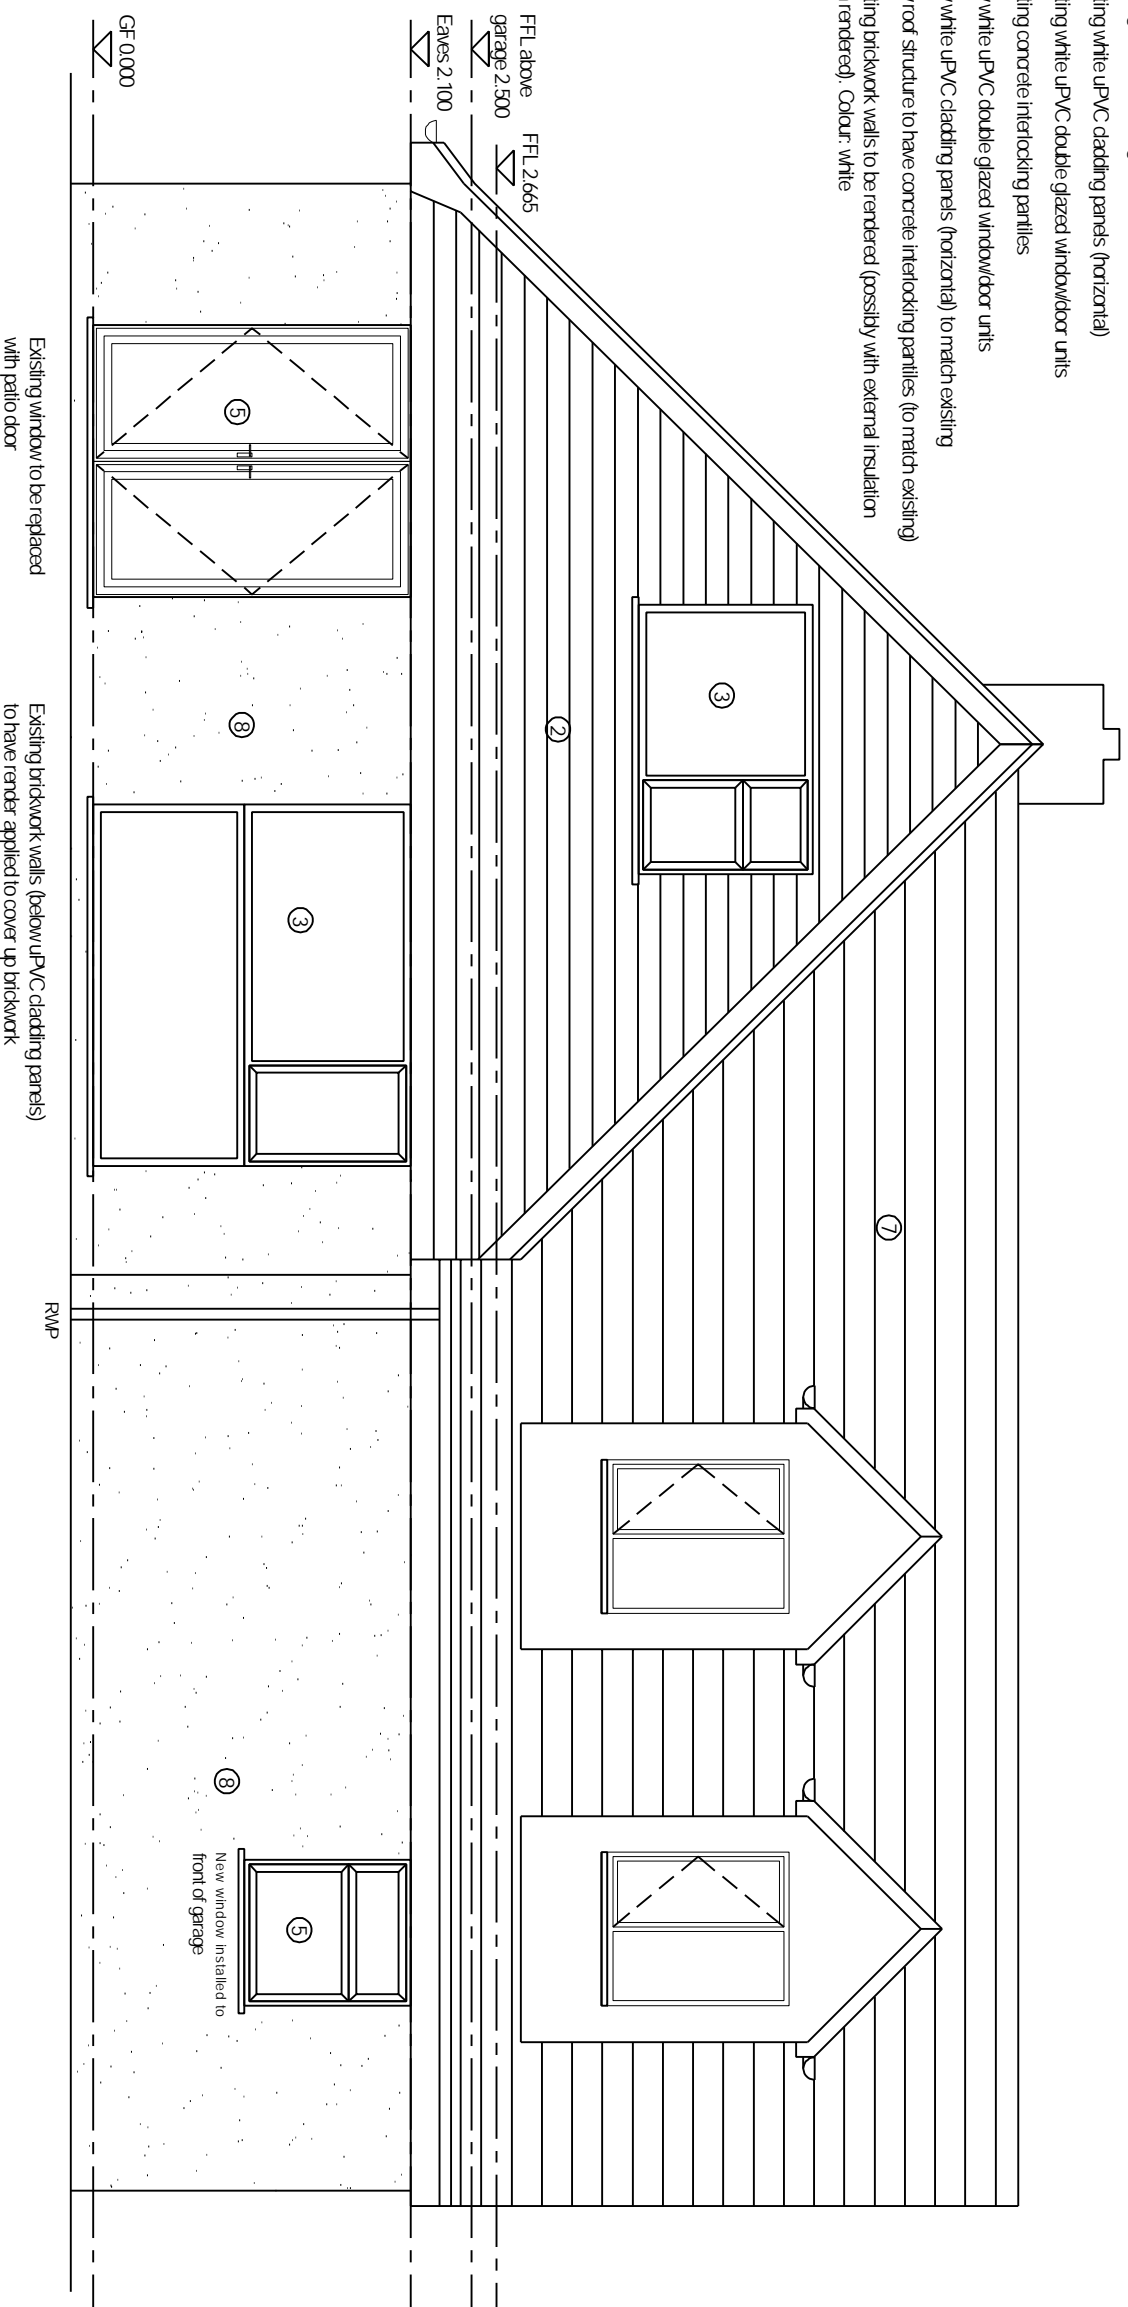 ting white uPVC cladding panels (horizontal)
ting white uPVC double glazed window/door units
ting concrete interlocking pantiles
white uPVC double glazed window/door units
white uPVC cladding panels (horizontal) to match existing
roof structure to have concrete interlocking pantiles (to match existing)
ting brickwork walls to be rendered (possibly with external insulation
rendered). Colour: white
FFL 2.665
FFL above
garage 2.500
Eaves 2.100
GF 0.000
3
2
7
5
8
3
8
5
New window installed to
front of garage
RWP
Existing window to be replaced
with patio door
Existing brickwork walls (below uPVC cladding panels)
to have render applied to cover up brickwork